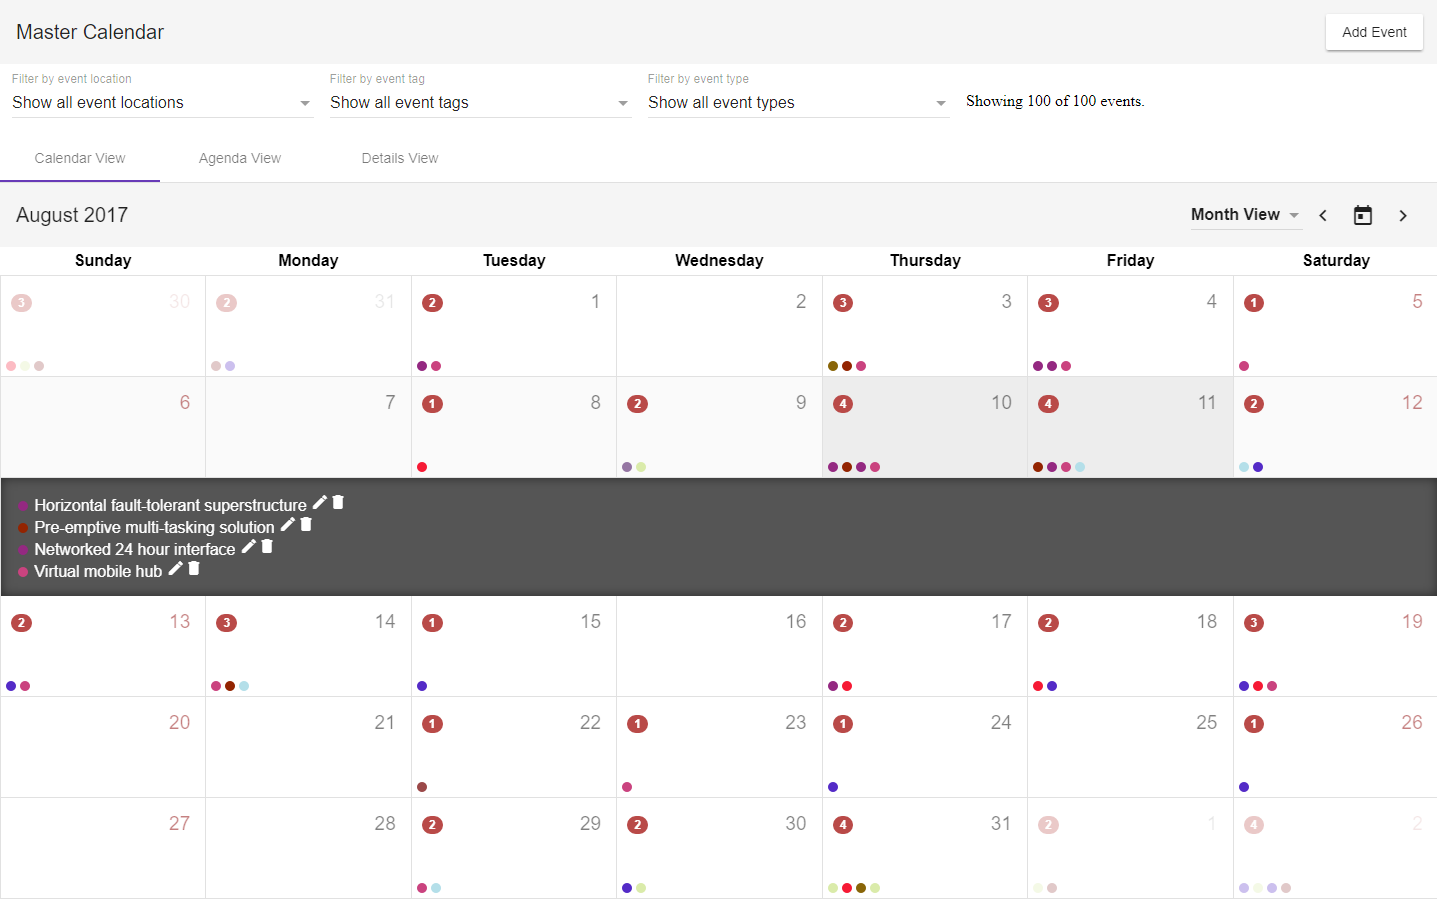 Master Calendar
Add Event
Filter by event location
Filter by event tag
Filter by event type
Show all event locations
Show all event tags
Show all event types
Showing 100 of 100 events.
Calendar View
Agenda View
Details View
August 2017
Month View
Sunday Monday Tuesday Wednesday Thursday Friday Saturday
3 30 2 31 2 1 2 3 3 3 4 1 5
6 7 1 8 2 9 4 10 4 11 2 12
Horizontal fault-tolerant superstructure
Pre-emptive multi-tasking solution
Networked 24 hour interface
Virtual mobile hub
2 13 3 14 1 15 16 2 17 2 18 3 19
20 21 1 22 1 23 1 24 25 1 26
27 28 2 29 2 30 4 31 2 1 4 2